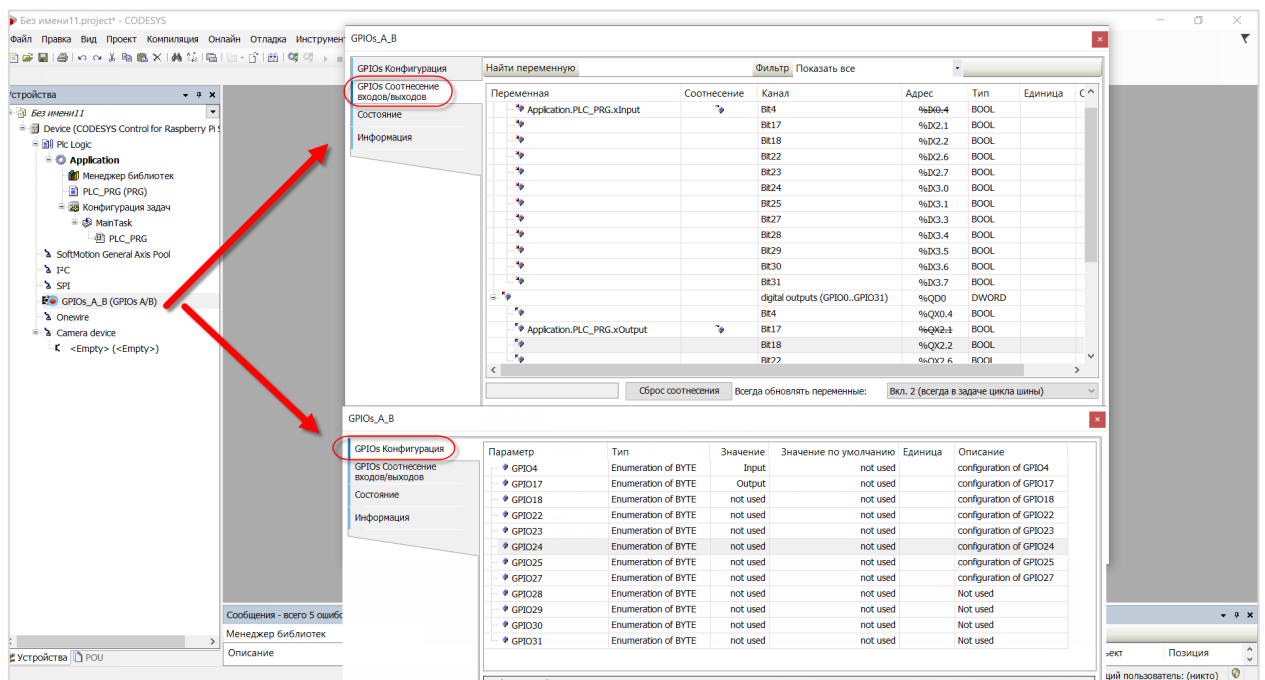 Без имени11.project* - CODESYS
Файл Правка Вид Проект Компиляция Онлайн Отладка
GPIOs_A_B
GPIOs Конфигурация
GPIOs Соотнесение
входов/выходов
Состояние
Информация
Найти переменную Фильтр Показать все
Переменная Соотнесение Канал Адрес Тип Единица
Application.PLC_PRG.xInput Bit4 %IX0.4 BOOL
Bit17 %IX2.1 BOOL
Bit18 %IX2.2 BOOL
Bit22 %IX2.6 BOOL
Bit23 %IX2.7 BOOL
Bit24 %IX3.0 BOOL
Bit25 %IX3.1 BOOL
Bit27 %IX3.3 BOOL
Bit28 %IX3.4 BOOL
Bit29 %IX3.5 BOOL
Bit30 %IX3.6 BOOL
Bit31 %IX3.7 BOOL
digital outputs (GPIO0..GPIO31) %QD0 DWORD
Bit4 %QX0.4 BOOL
Application.PLC_PRG.xOutput Bit17 %QX2.1 BOOL
Bit18 %QX2.2 BOOL
Bit22 %QX2.6 BOOL
Сброс соотнесения Всегда обновлять переменные: Вкл. 2 (всегда в задаче цикла шины)
Без имени11
Device (CODESYS Control for Raspberry Pi
Plc Logic
Application
Менеджер библиотек
PLC_PRG (PRG)
Конфигурация задач
MainTask
PLC_PRG
SoftMotion General Axis Pool
I²C
SPI
GPIOs_A_B (GPIOs A/B)
Onewire
Camera device
<Empty> (<Empty>)
Устройства POU
GPIOs_A_B
GPIOs Конфигурация
GPIOs Соотнесение
входов/выходов
Состояние
Информация
Параметр Тип Значение Значение по умолчанию Единица Описание
GPIO4 Enumeration of BYTE Input not used configuration of GPIO4
GPIO17 Enumeration of BYTE Output not used configuration of GPIO17
GPIO18 Enumeration of BYTE not used not used configuration of GPIO18
GPIO22 Enumeration of BYTE not used not used configuration of GPIO22
GPIO23 Enumeration of BYTE not used not used configuration of GPIO23
GPIO24 Enumeration of BYTE not used not used configuration of GPIO24
GPIO25 Enumeration of BYTE not used not used configuration of GPIO25
GPIO27 Enumeration of BYTE not used not used configuration of GPIO27
GPIO28 Enumeration of BYTE not used not used Not used
GPIO29 Enumeration of BYTE not used not used Not used
GPIO30 Enumeration of BYTE not used not used Not used
GPIO31 Enumeration of BYTE not used not used Not used
Сообщения - всего 5
Менеджер библиотек
Описание
Позиция
пользователь: (никто)